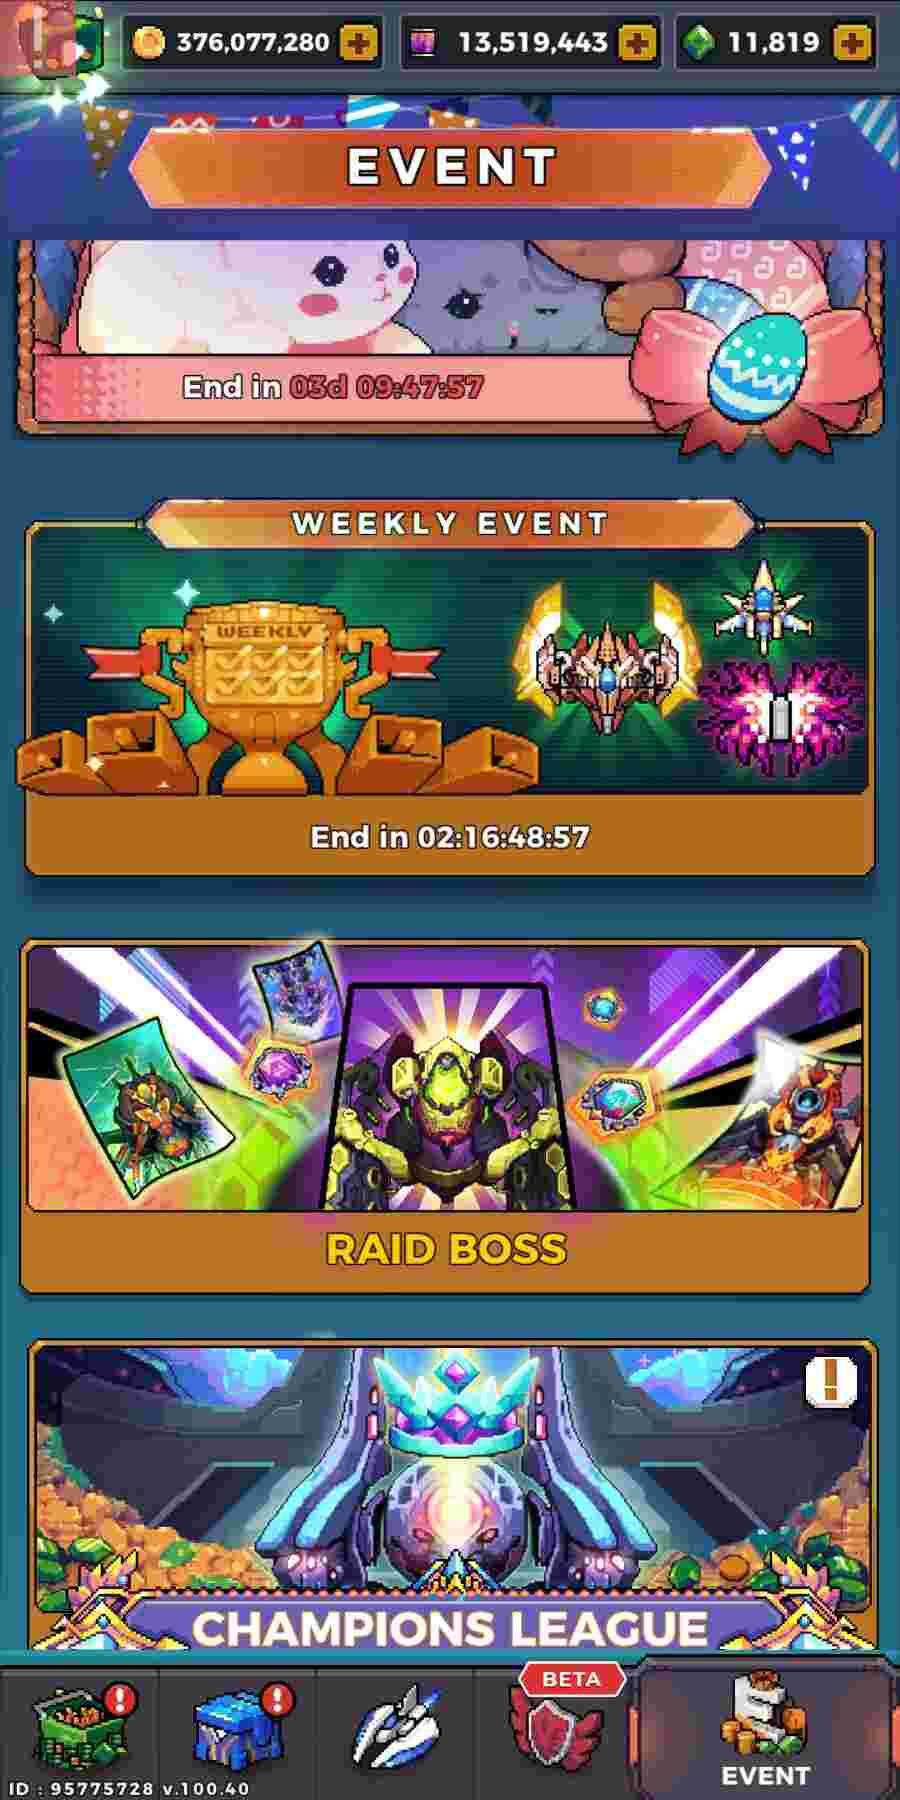 376,077,280
13,519,443
11,819
EVENT
End in 03d 09:47:57
WEEKLY EVENT
WEEKLY
End in 02:16:48:57
RAID BOSS
!
CHAMPIONS LEAGUE
BETA
!
!
EVENT
ID : 95775728 v.100.40